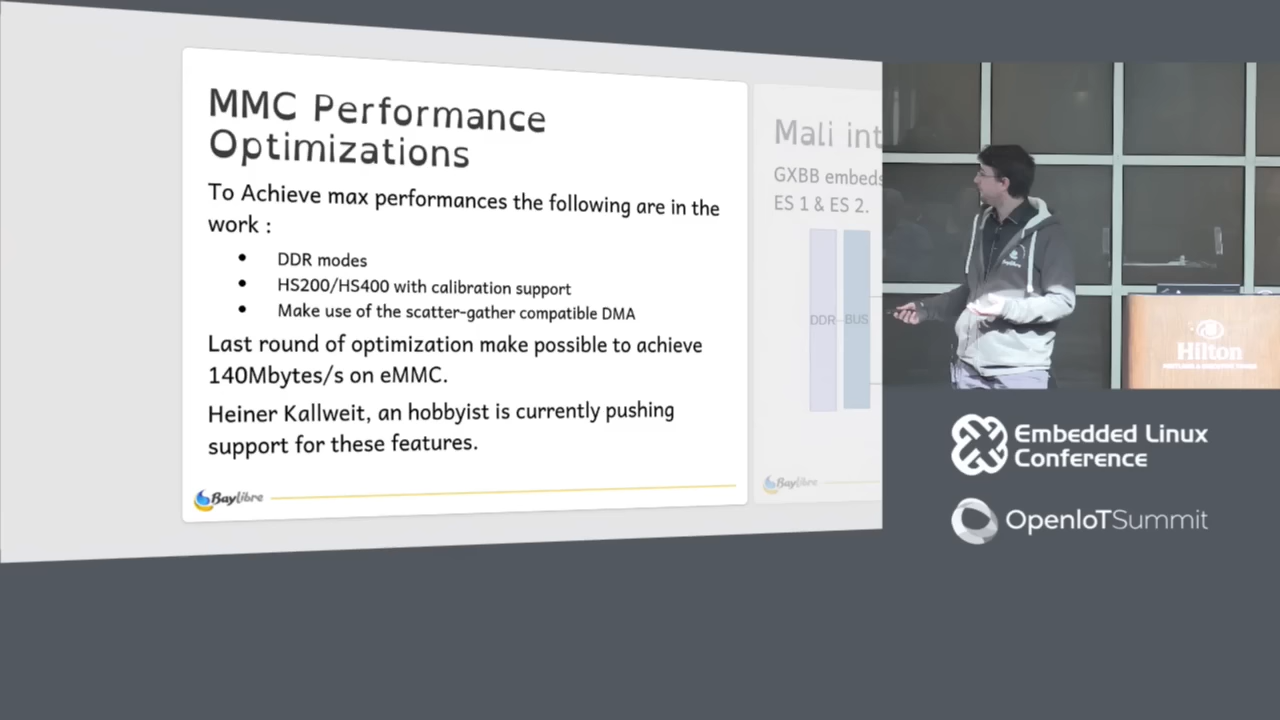 MMC Performance
Optimizations
To Achieve max performances the following are in the
work :
• DDR modes
• HS200/HS400 with calibration support
• Make use of the scatter-gather compatible DMA
Last round of optimization make possible to achieve
140Mbytes/s on eMMC.
Heiner Kallweit, an hobbyist is currently pushing
support for these features.
BayLibre
Mali int
GXBB embeds
ES 1 & ES 2.
DDR
BUS
BayLibre
Hilton
Embedded Linux
Conference
OpenIoTSummit